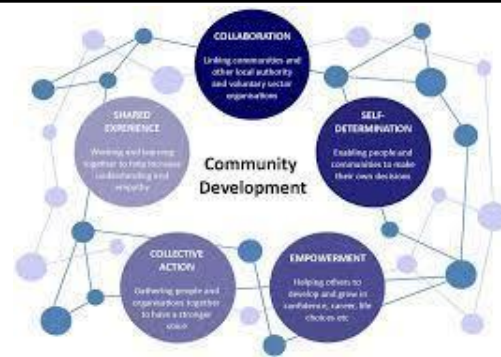 COLLABORATION
Linking communities and
other local authority
and voluntary sector
organisations
SHARED
EXPERIENCE
Working and learning
together to help increase
understanding and
empathy
SELF-
DETERMINATION
Enabling people and
communities to make
their own decisions
Community
Development
COLLECTIVE
ACTION
Gathering people and
organisations together
to have a stronger
voice
EMPOWERMENT
Helping others to
develop and grow in
confidence, career, life
choices etc